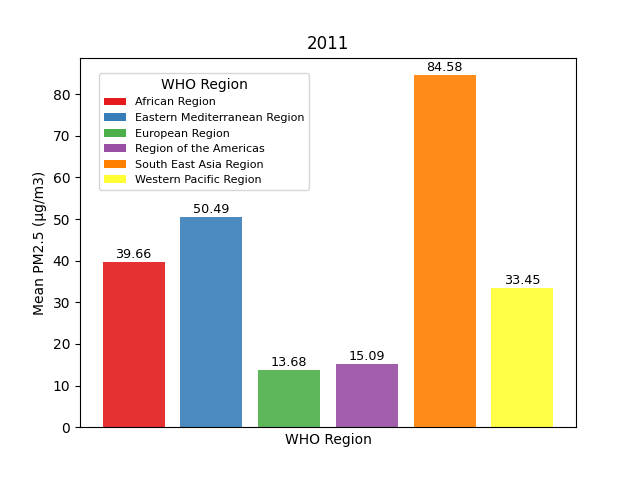 2011
84.58
WHO Region
African Region
Eastern Mediterranean Region
European Region
Region of the Americas
South East Asia Region
Western Pacific Region
50.49
39.66
33.45
15.09
13.68
Mean PM2.5 (µg/m3)
80
70
60
50
40
30
20
10
0
WHO Region